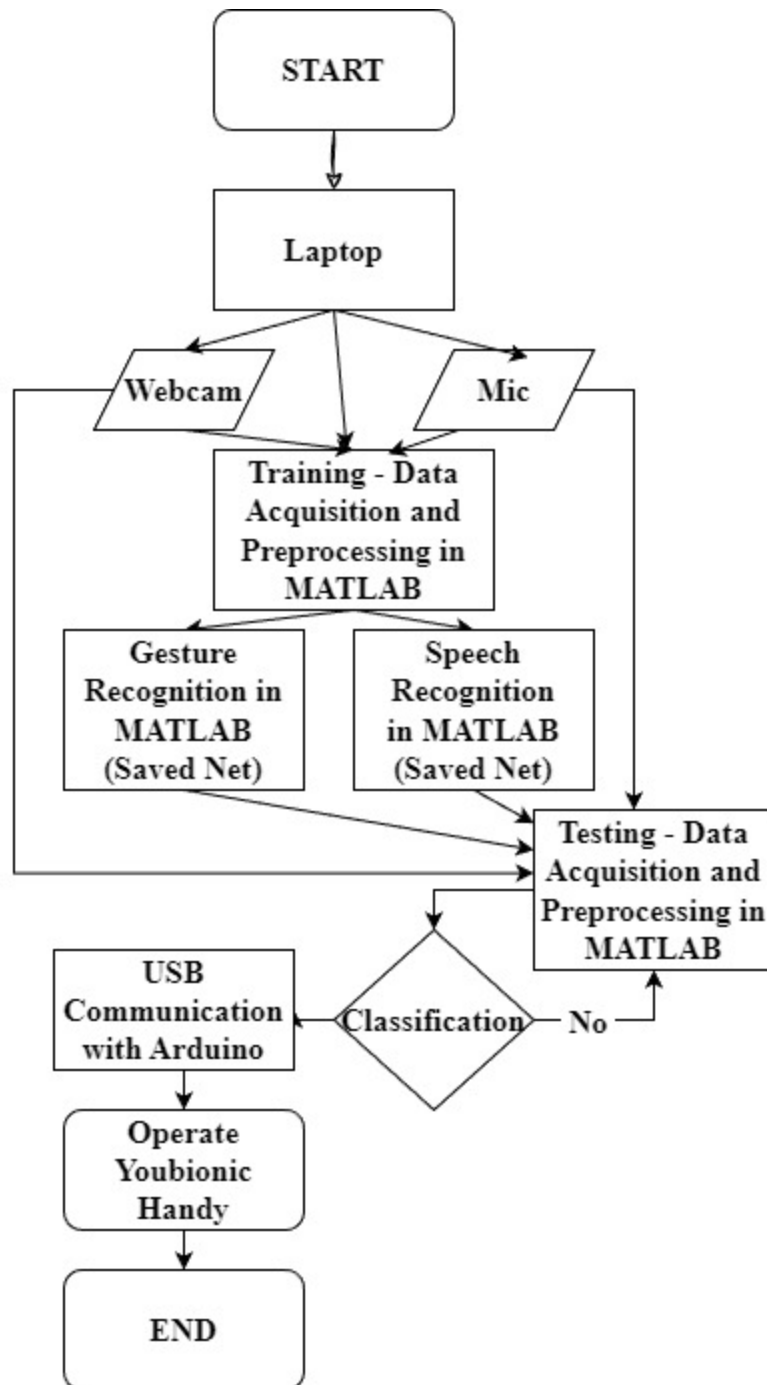 START
Laptop
Webcam
Mic
Training - Data
Acquisition and
Preprocessing in
MATLAB
Gesture
Recognition in
MATLAB
(Saved Net)
Speech
Recognition
in MATLAB
(Saved Net)
Testing - Data
Acquisition and
Preprocessing in
MATLAB
Classification
No
USB
Communication
with Arduino
Operate
Youbionic
Handy
END